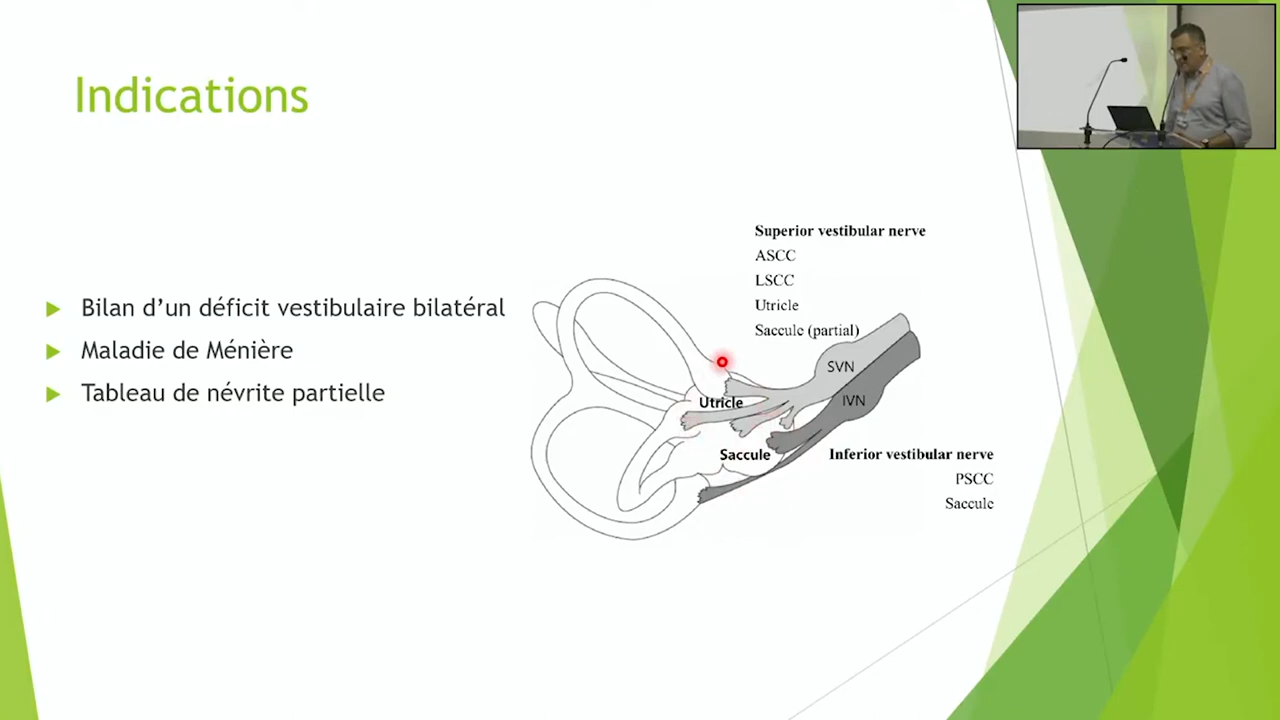 Indications
Bilan d’un déficit vestibulaire bilatéral
Maladie de Ménière
Tableau de névrite partielle
Superior vestibular nerve
ASCC
LSCC
Utricle
Saccule (partial)
SVN
IVN
Utricle
Saccule
Inferior vestibular nerve
PSCC
Saccule